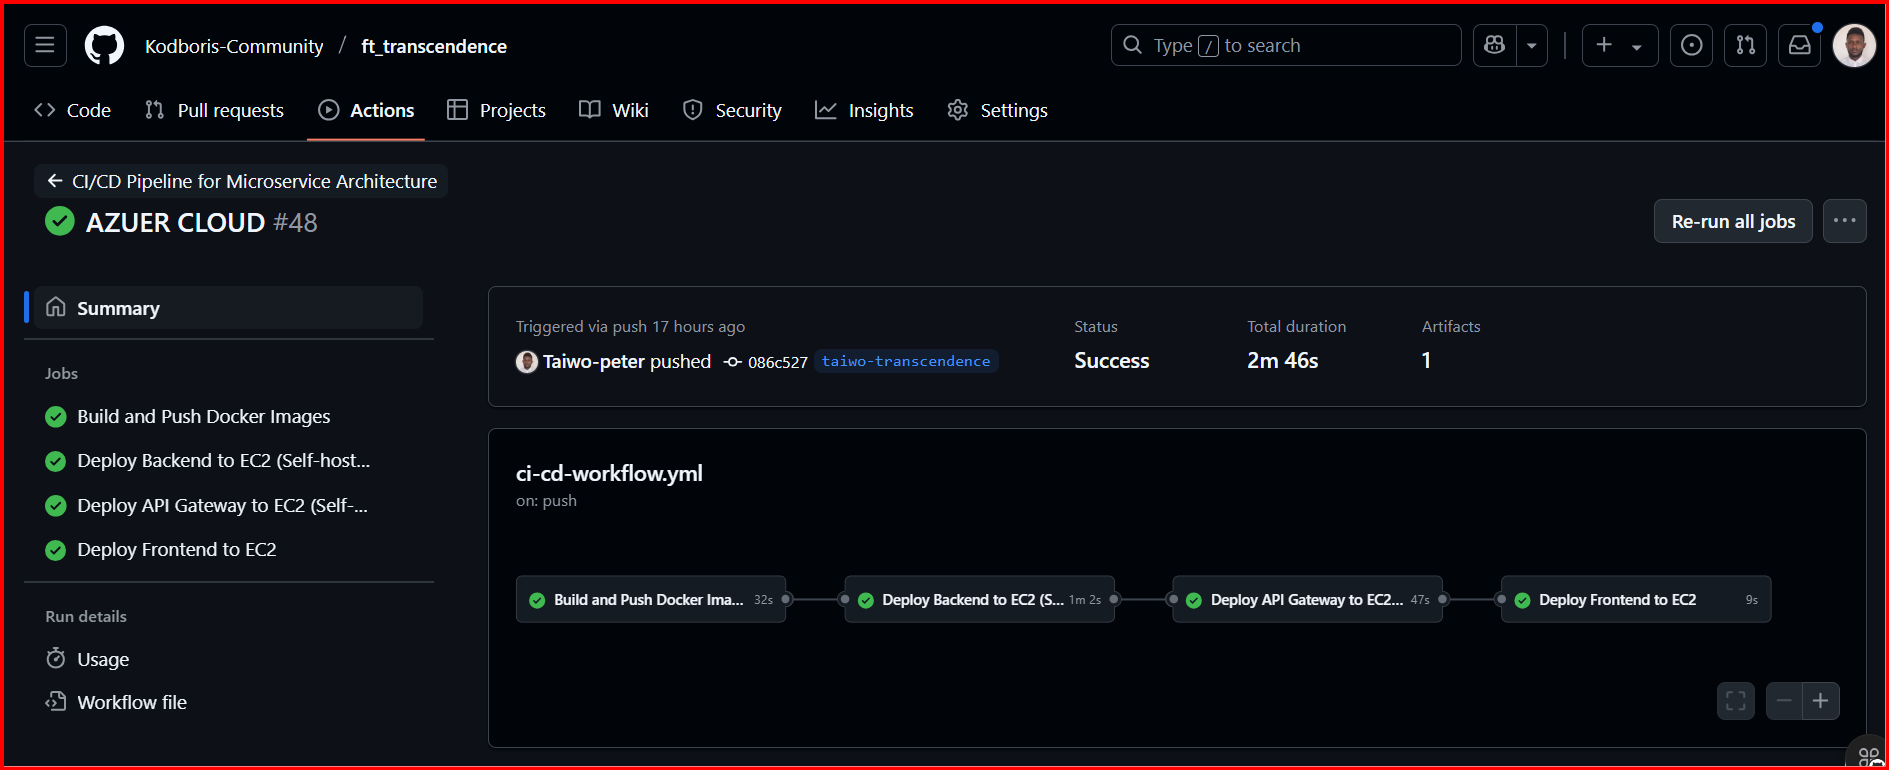 Kodboris-Community / ft_transcendence
Type / to search
Code
Pull requests
Actions
Projects
Wiki
Security
Insights
Settings
CI/CD Pipeline for Microservice Architecture
AZUER CLOUD #48
Re-run all jobs
Summary
Jobs
Build and Push Docker Images
Deploy Backend to EC2 (Self-host...
Deploy API Gateway to EC2 (Self-...
Deploy Frontend to EC2
Run details
Usage
Workflow file
Triggered via push 17 hours ago
Taiwo-peter pushed 086c527 taiwo-transcendence
Status
Success
Total duration
2m 46s
Artifacts
1
ci-cd-workflow.yml
on: push
Build and Push Docker Ima... 32s
Deploy Backend to EC2 (S... 1m 2s
Deploy API Gateway to EC2... 47s
Deploy Frontend to EC2 9s